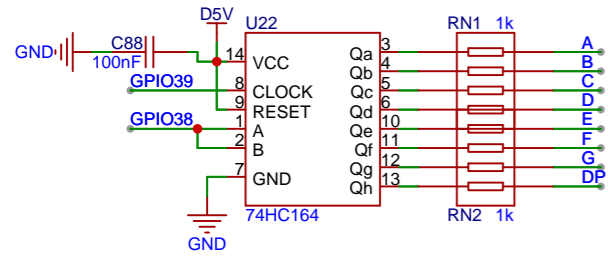 D5V U22 RN1 1k
GND C88 100nF
14 VCC Qa 3 A
Qb 4 B
GPIO39 8 CLOCK Qc 5 C
9 RESET Qd 6 D
GPIO38 1 A Qe 10 E
2 B Qf 11 F
7 GND Qg 12 G
Qh 13 DP
74HC164 RN2 1k
GND